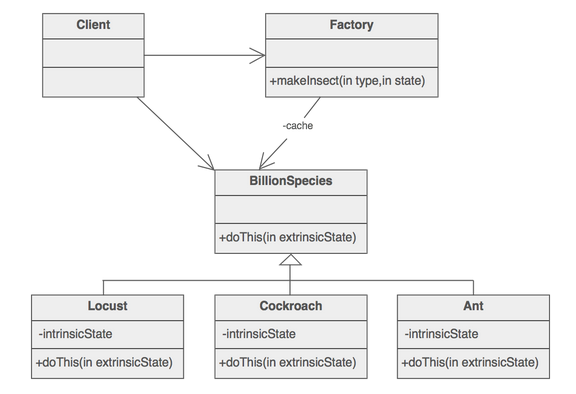 Client
Factory
+makeInsect(in type,in state)
-cache
BillionSpecies
+doThis(in extrinsicState)
Locust
-intrinsicState
+doThis(in extrinsicState)
Cockroach
-intrinsicState
+doThis(in extrinsicState)
Ant
-intrinsicState
+doThis(in extrinsicState)